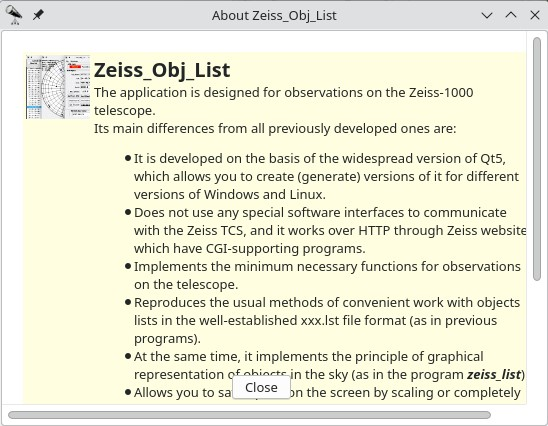 About Zeiss_Obj_List
Zeiss_Obj_List
The application is designed for observations on the Zeiss-1000
telescope.
Its main differences from all previously developed ones are:
It is developed on the basis of the widespread version of Qt5,
which allows you to create (generate) versions of it for different
versions of Windows and Linux.
Does not use any special software interfaces to communicate
with the Zeiss TCS, and it works over HTTP through Zeiss website
which have CGI-supporting programs.
Implements the minimum necessary functions for observations
on the telescope.
Reproduces the usual methods of convenient work with objects
lists in the well-established xxx.lst file format (as in previous
programs).
At the same time, it implements the principle of graphical
representation of objects in the sky (as in the program zeiss_list)
Allows you to on the screen by scaling or completely
Close